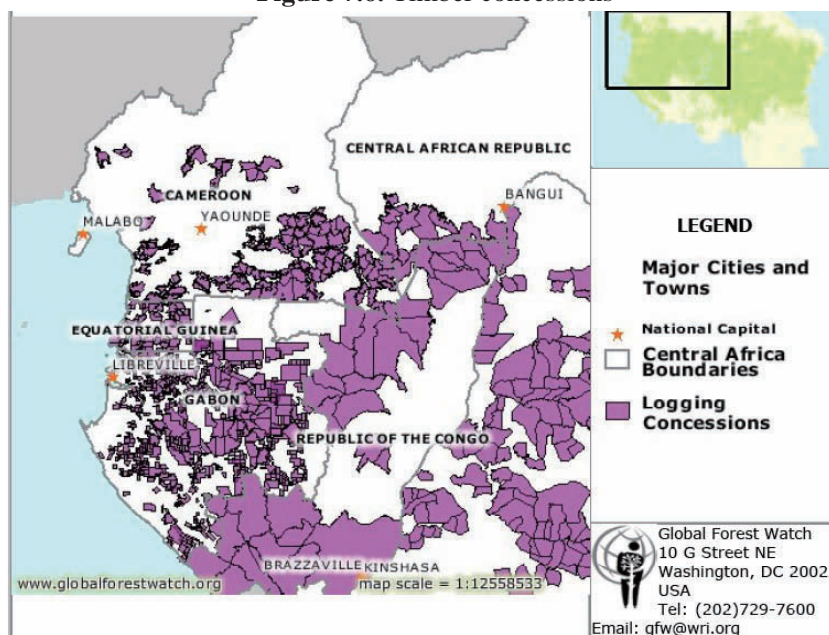 Figure 7.6: Timber concessions
CENTRAL AFRICAN REPUBLIC
BANGUI
CAMEROON
YAOUNDE
MALABO
EQUATORIAL GUINEA
LIBREVILLE
GABON
REPUBLIC OF THE CONGO
BRAZZAVILLE
KINSHASA
www.globalforestwatch.org
map scale = 1:12558533
LEGEND
Major Cities and
Towns
National Capital
Central Africa
Boundaries
Logging
Concessions
Global Forest Watch
10 G Street NE
Washington, DC 2002
USA
Tel: (202)729-7600
Email: gfw@wri.org